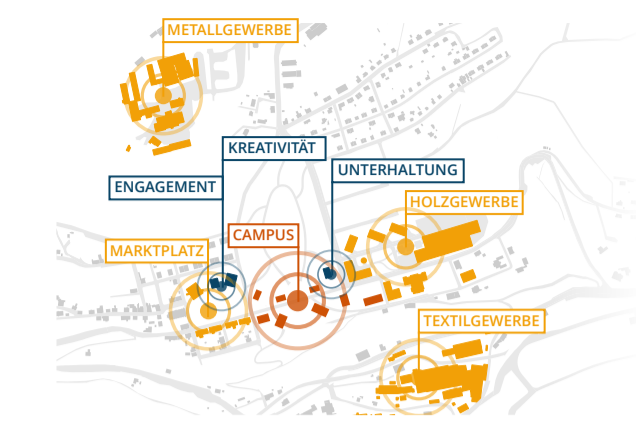 METALLGEWERBE
KREATIVITÄT
UNTERHALTUNG
ENGAGEMENT
HOLZGEWERBE
CAMPUS
MARKTPLATZ
TEXTILGEWERBE